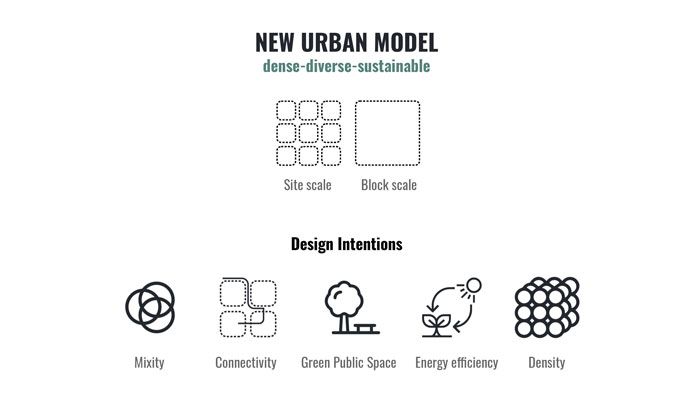 NEW URBAN MODEL
dense-diverse-sustainable
Site scale
Block scale
Design Intentions
Mixity
Connectivity
Green Public Space
Energy efficiency
Density